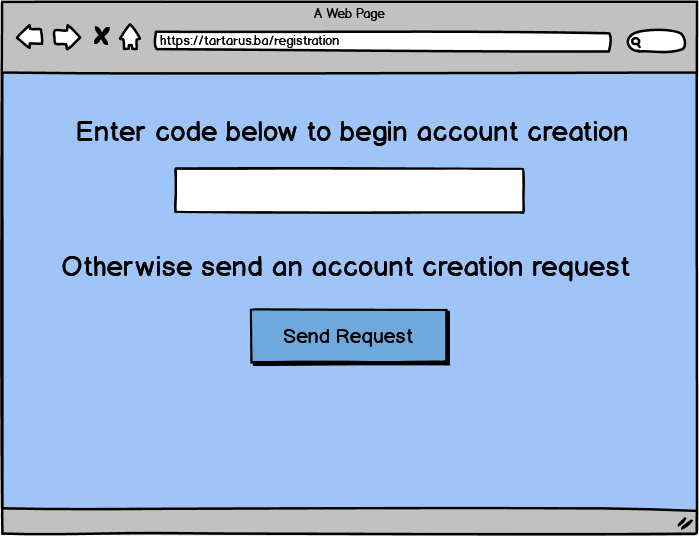 A Web Page
https://tartarus.ba/registration
Enter code below to begin account creation
Otherwise send an account creation request
Send Request